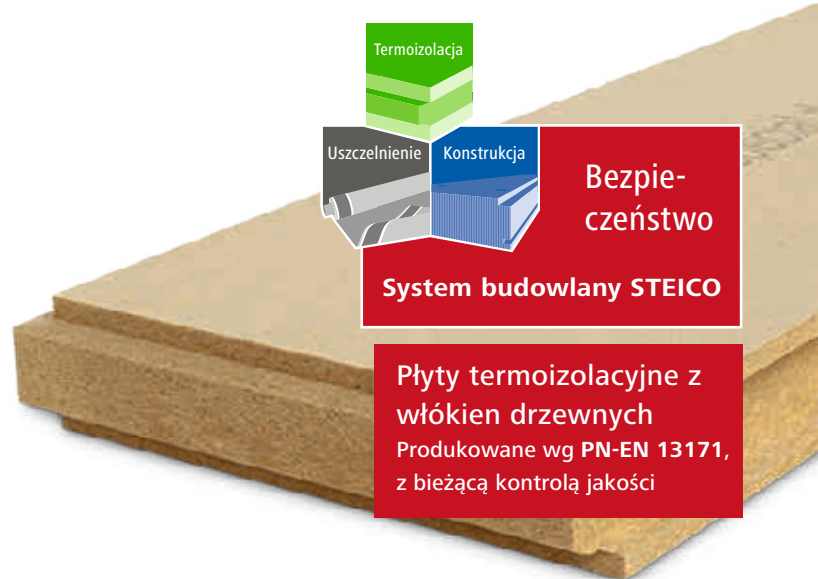 Termoizolacja
Uszczelnienie
Konstrukcja
Bezpie-
czeństwo
System budowlany STEICO
Płyty termoizolacyjne z
włókien drzewnych
Produkowane wg PN-EN 13171,
z bieżącą kontrolą jakości